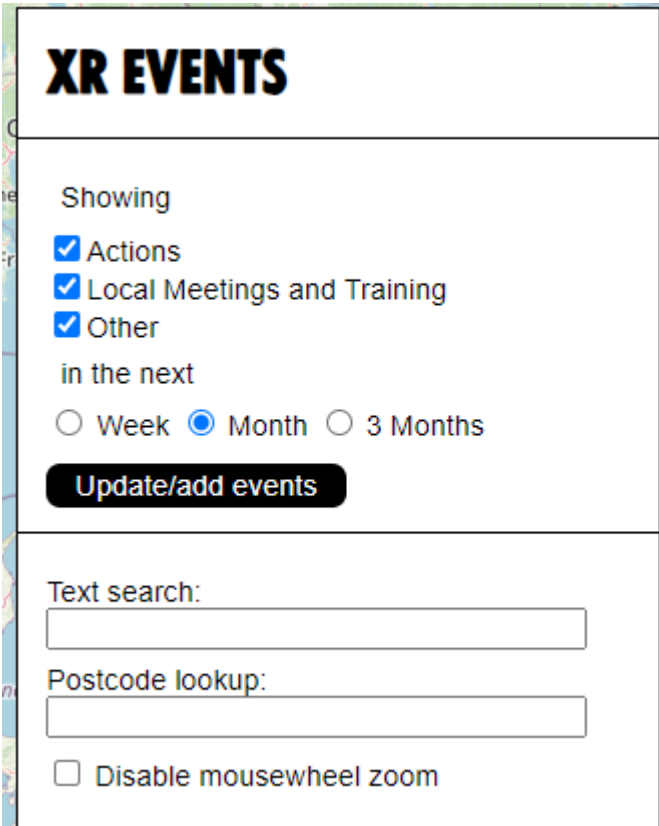 XR EVENTS
Showing
Actions
Local Meetings and Training
Other
in the next
Week Month 3 Months
Update/add events
Text search:
Postcode lookup:
Disable mousewheel zoom